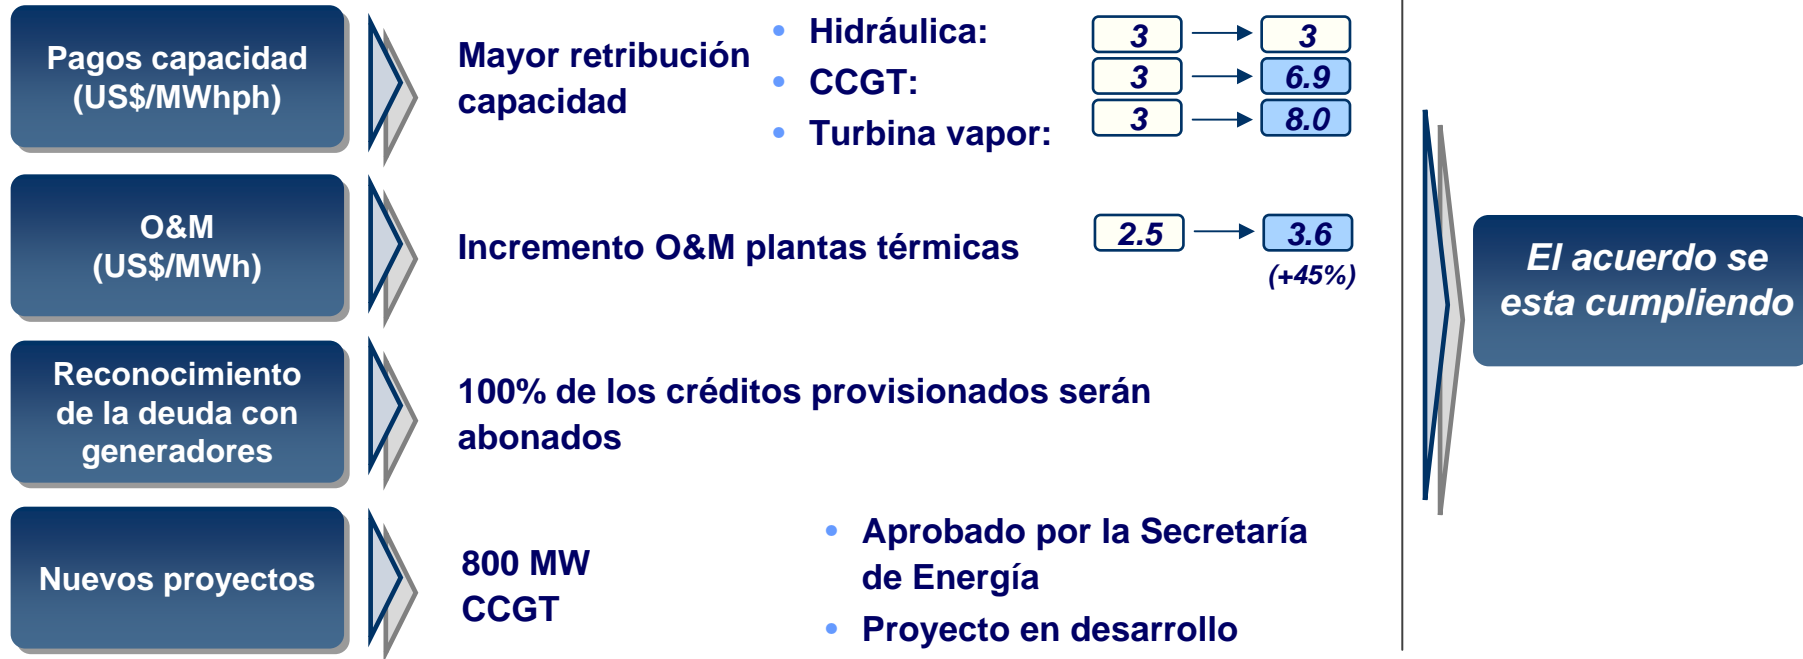 Pagos capacidad
(US$/MWhph)
Mayor retribución
capacidad
• Hidráulica:
3 → 3
• CCGT:
3 → 6.9
• Turbina vapor:
3 → 8.0
O&M
(US$/MWh)
Incremento O&M plantas térmicas
2.5 → 3.6
(+45%)
Reconocimiento
de la deuda con
generadores
100% de los créditos provisionados serán
abonados
Nuevos proyectos
800 MW
CCGT
• Aprobado por la Secretaría
de Energía
• Proyecto en desarrollo
El acuerdo se
esta cumpliendo